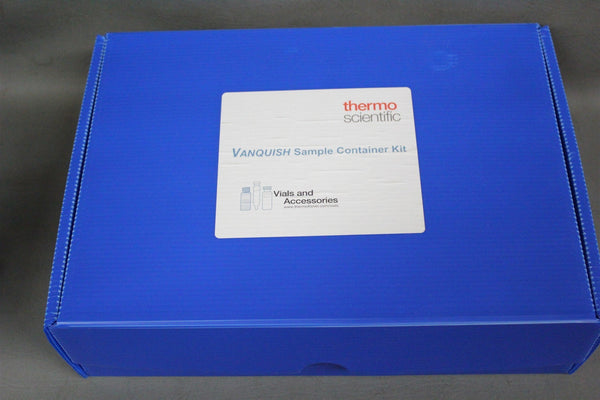 thermo
scientific
VANQUISH Sample Container Kit
Vials and
Accessories